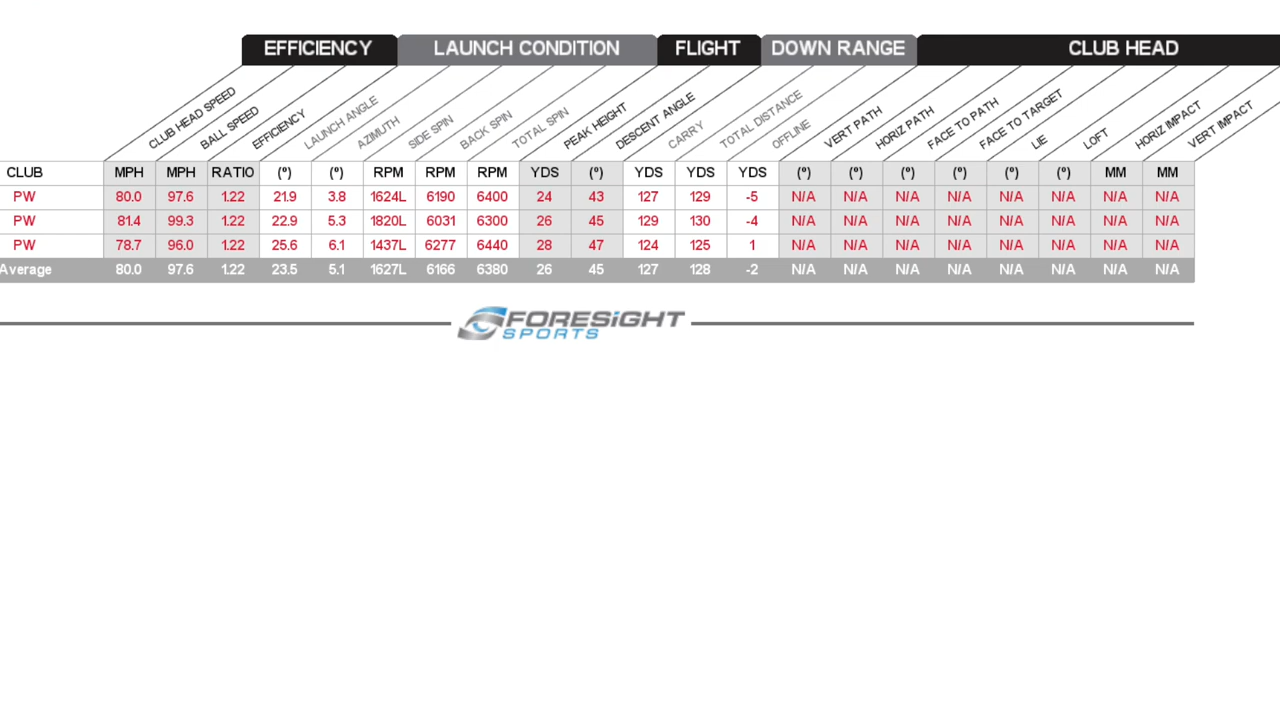 EFFICIENCY LAUNCH CONDITION FLIGHT DOWN RANGE CLUB HEAD
CLUB HEAD SPEED BALL SPEED EFFICIENCY LAUNCH ANGLE AZIMUTH SIDE SPIN BACK SPIN TOTAL SPIN PEAK HEIGHT DESCENT ANGLE CARRY TOTAL DISTANCE OFFLINE VERT PATH HORIZ PATH FACE TO PATH FACE TO TARGET LIE LOFT HORIZ IMPACT VERT IMPACT
CLUB MPH MPH RATIO (º) (º) RPM RPM RPM YDS (º) YDS YDS YDS (º) (º) (º) (º) (º) (º) MM MM
PW 80.0 97.6 1.22 21.9 3.8 1624L 6190 6400 24 43 127 129 -5 N/A N/A N/A N/A N/A N/A N/A N/A
PW 81.4 99.3 1.22 22.9 5.3 1820L 6031 6300 26 45 129 130 -4 N/A N/A N/A N/A N/A N/A N/A N/A
PW 78.7 96.0 1.22 25.6 6.1 1437L 6277 6440 28 47 124 125 1 N/A N/A N/A N/A N/A N/A N/A N/A
Average 80.0 97.6 1.22 23.5 5.1 1627L 6166 6380 26 45 127 128 -2 N/A N/A N/A N/A N/A N/A N/A N/A
FORESiGHT
SPORTS